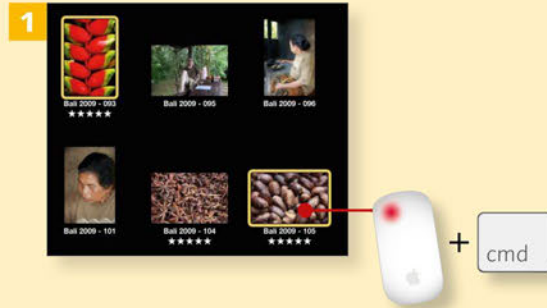 1
Bali 2009 - 093
★★★★★
Bali 2009 - 095
Bali 2009 - 096
Bali 2009 - 101
Bali 2009 - 104
★★★★★
Bali 2009 - 105
★★★★★
+
cmd